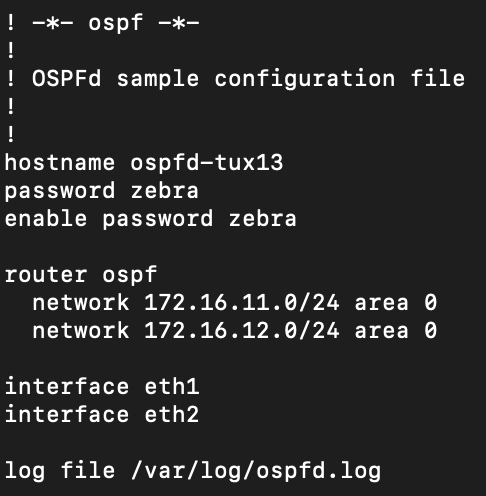 ! -*- ospf -*-
!
! OSPFd sample configuration file
!
!
hostname ospfd-tux13
password zebra
enable password zebra

router ospf
  network 172.16.11.0/24 area 0
  network 172.16.12.0/24 area 0

interface eth1
interface eth2

log file /var/log/ospfd.log